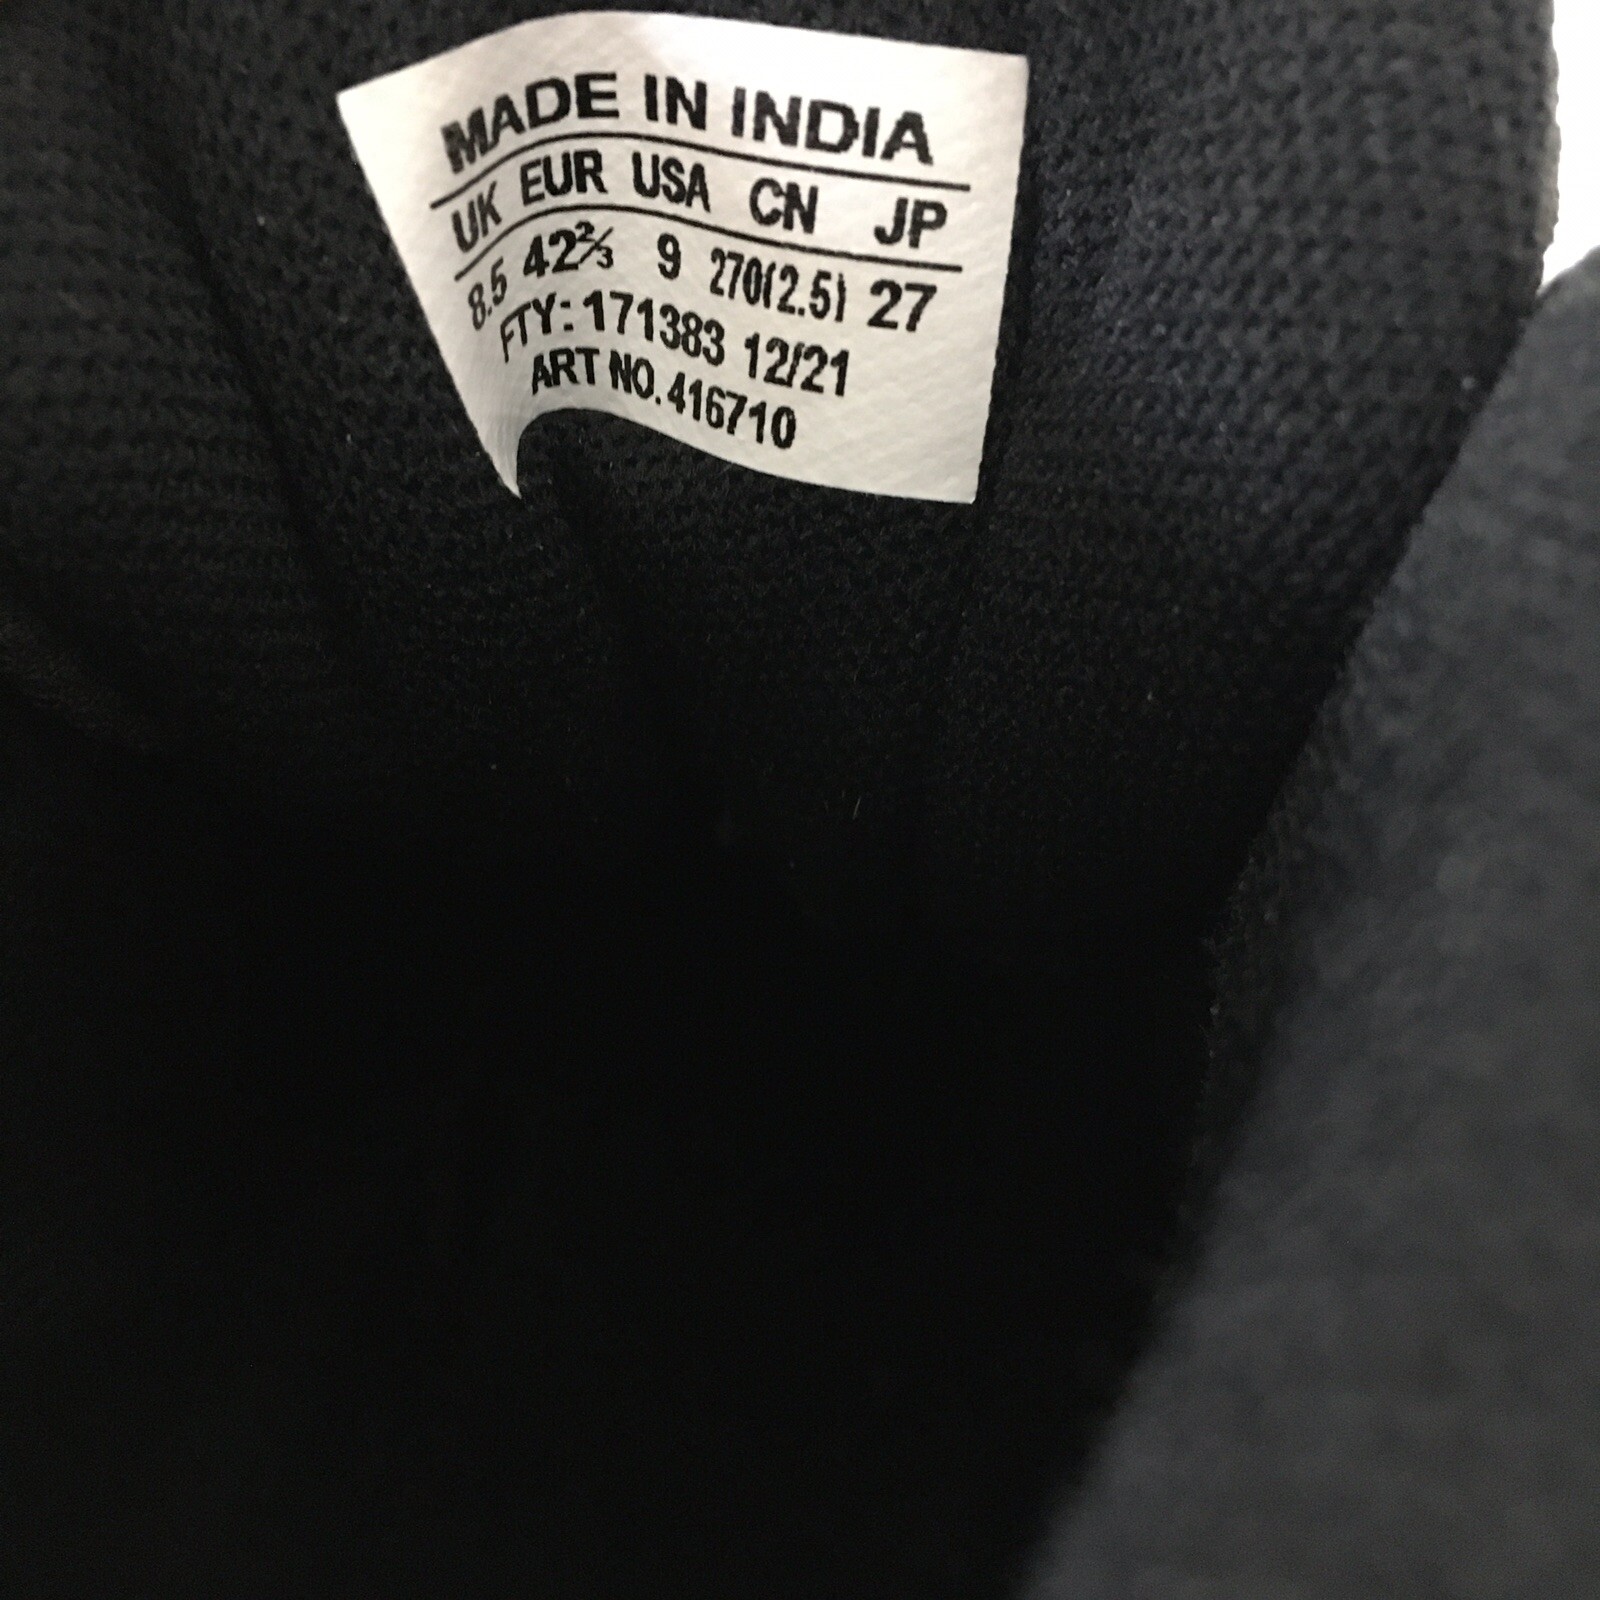 MADE IN INDIA
UK EUR USA CN JP
8.5 42⅔ 9 270(2.5) 27
FTY: 171383 12/21
ART NO. 416710